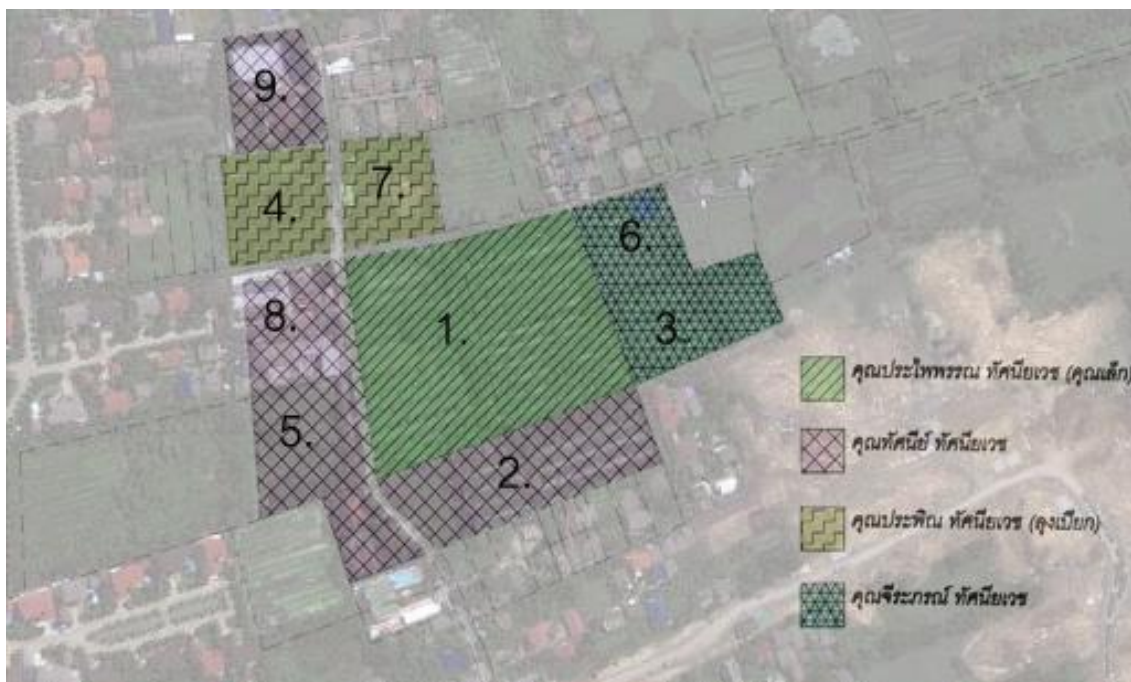 9.
4.
7.
6.
8.
1.
3.
5.
2.
คุณประไพพรรณ ทัศนียเวช (คุณเล็ก)
คุณทัศนีย์ ทัศนียเวช
คุณประพิณ ทัศนียเวช (ลุงเปียก)
คุณจีระภรณ์ ทัศนียเวช